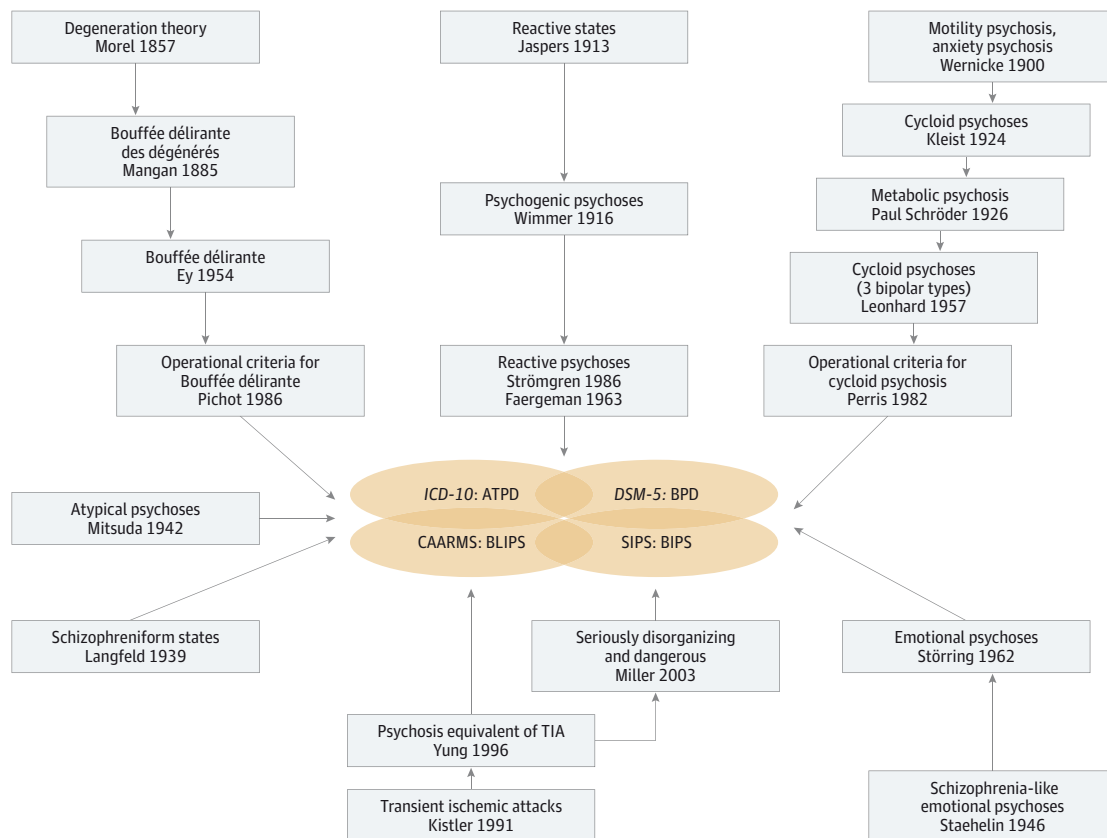 Degeneration theory
Morel 1857
Reactive states
Jaspers 1913
Motility psychosis,
anxiety psychosis
Wernicke 1900
Bouffée délirante
des dégénérés
Mangan 1885
Cycloid psychoses
Kleist 1924
Psychogenic psychoses
Wimmer 1916
Metabolic psychosis
Paul Schröder 1926
Bouffée délirante
Ey 1954
Cycloid psychoses
(3 bipolar types)
Leonhard 1957
Operational criteria for
Bouffée délirante
Pichot 1986
Reactive psychoses
Strömgren 1986
Faergeman 1963
Operational criteria for
cycloid psychosis
Perris 1982
ICD-10: ATPD
DSM-5: BPD
CAARMS: BLIPS
SIPS: BIPS
Atypical psychoses
Mitsuda 1942
Schizophreniform states
Langfeld 1939
Seriously disorganizing
and dangerous
Miller 2003
Emotional psychoses
Störring 1962
Psychosis equivalent of TIA
Yung 1996
Transient ischemic attacks
Kistler 1991
Schizophrenia-like
emotional psychoses
Staehelin 1946